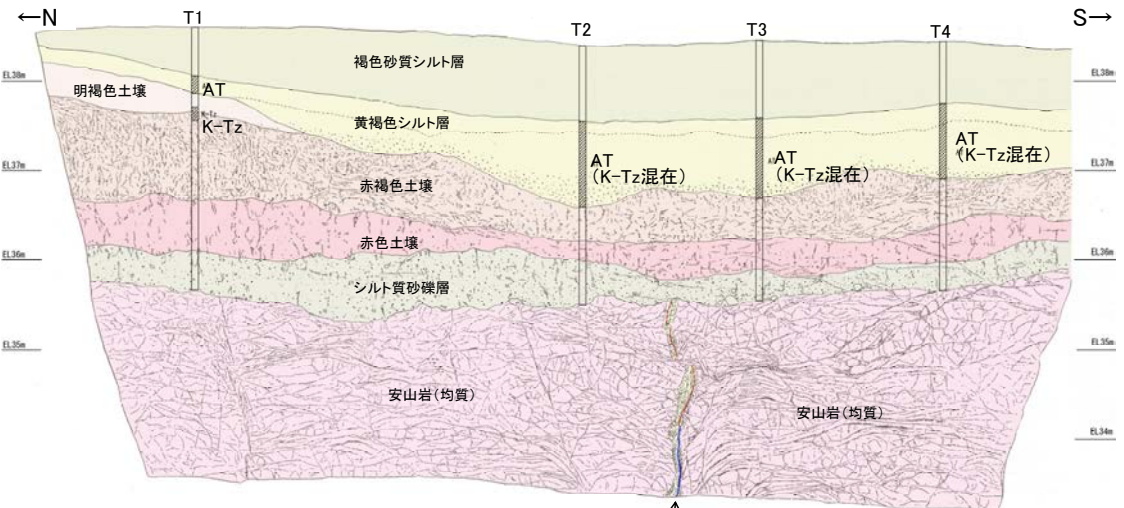 ←N
S→
T1
T2
T3
T4
褐色砂質シルト層
EL38m
EL38m
明褐色土壌
AT
K-Tz
K-Tz
黄褐色シルト層
AT
(K-Tz混在)
AT
AT
(K-Tz混在)
AT
AT
(K-Tz混在)
EL37m
EL37m
赤褐色土壌
赤色土壌
EL36m
EL36m
シルト質砂礫層
EL35m
EL35m
安山岩(均質)
安山岩(均質)
EL34m